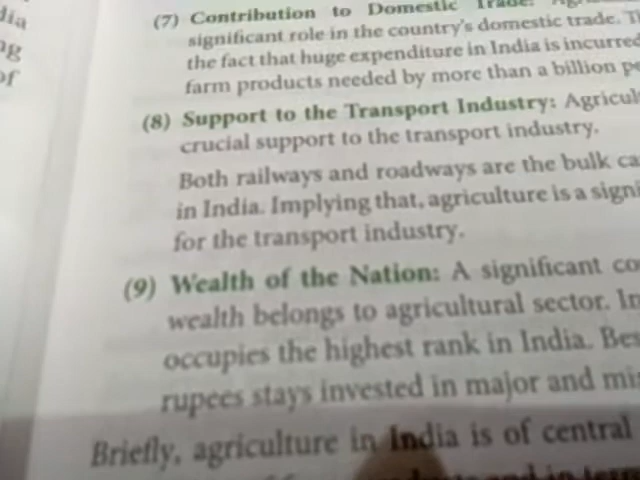 dia
(7) Contribution to Domestic Trade:
significant role in the country's domestic trade.
the fact that huge expenditure in India is incurred
farm products needed by more than a billion
of
(8) Support to the Transport Industry:
crucial support to the transport industry.
Both railways and roadways are the bulk
in India. Implying that, agriculture is a
for the transport industry.
(9) Wealth of the Nation: A significant
wealth belongs to agricultural sector.
occupies the highest rank in India.
rupees stays invested in major and
Briefly, agriculture in India is of central